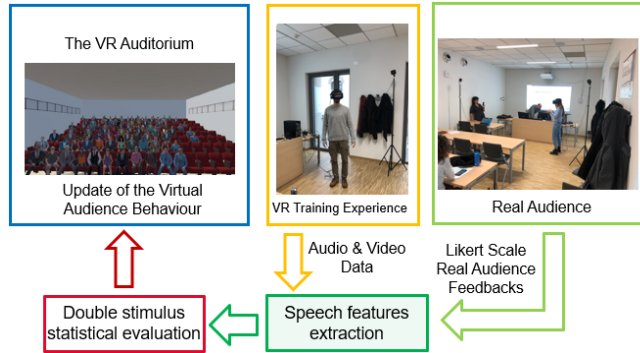 The VR Auditorium
Update of the Virtual
Audience Behaviour
VR Training Experience
Real Audience
Audio & Video
Data
Likert Scale
Real Audience
Feedbacks
Double stimulus
statistical evaluation
Speech features
extraction